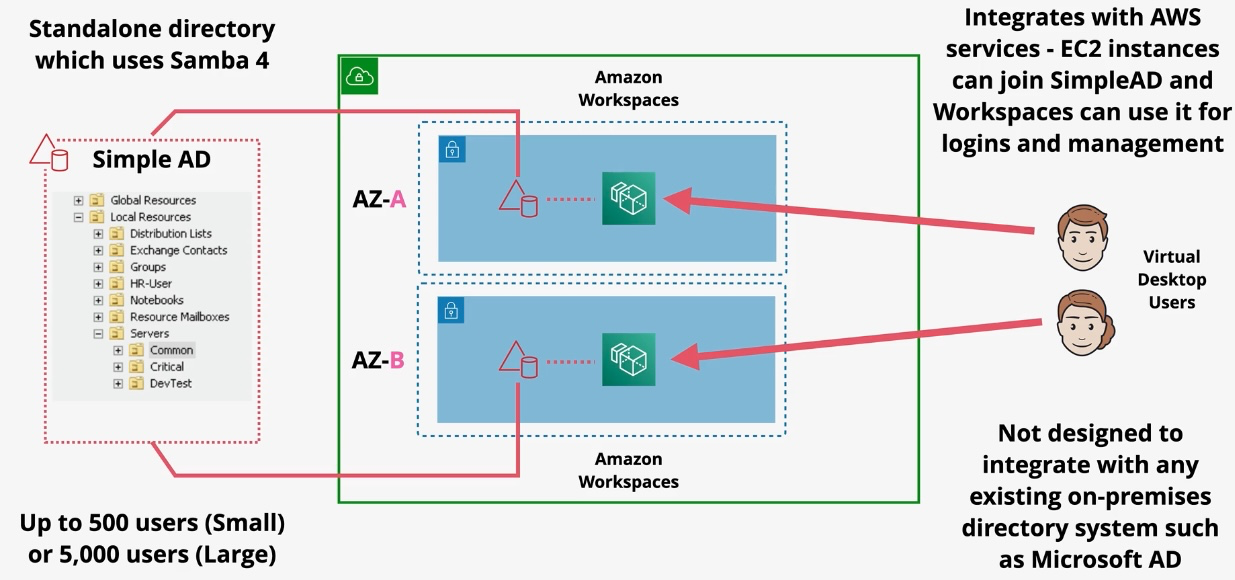 Standalone directory
which uses Samba 4
Simple AD
Global Resources
Local Resources
Distribution Lists
Exchange Contacts
Groups
HR-User
Notebooks
Resource Mailboxes
Servers
Common
Critical
DevTest
Up to 500 users (Small)
or 5,000 users (Large)
Amazon
Workspaces
AZ-A
AZ-B
Amazon
Workspaces
Integrates with AWS
services - EC2 instances
can join SimpleAD and
Workspaces can use it for
logins and management
Virtual
Desktop
Users
Not designed to
integrate with any
existing on-premises
directory system such
as Microsoft AD